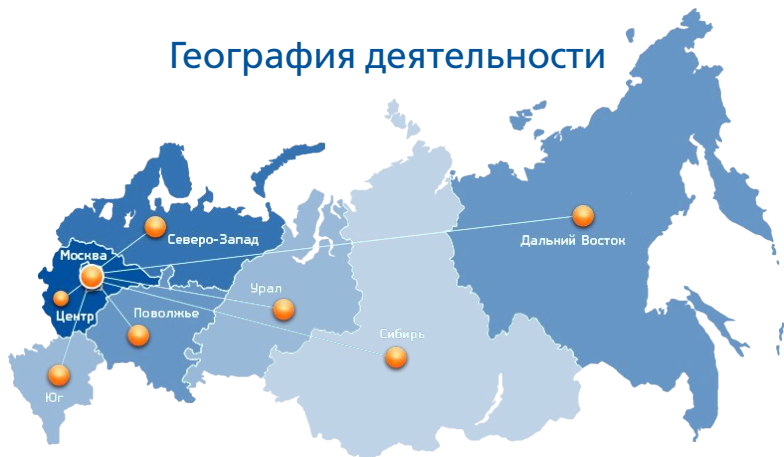 География деятельности
Северо-Запад
Дальний Восток
Москва
Урал
Центр
Поволжье
Сибирь
Юг